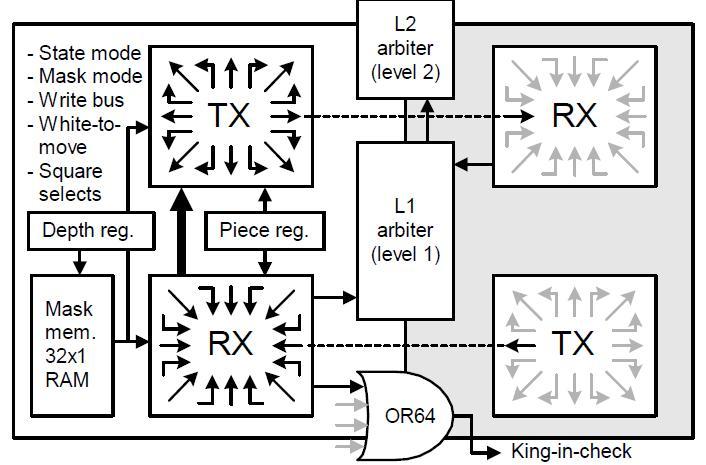 - State mode
- Mask mode
- Write bus
- White-to-
move
- Square
selects
TX
L2
arbiter
(level 2)
RX
Depth reg.
Piece reg.
L1
arbiter
(level 1)
Mask
mem.
32x1
RAM
RX
TX
OR64
King-in-check